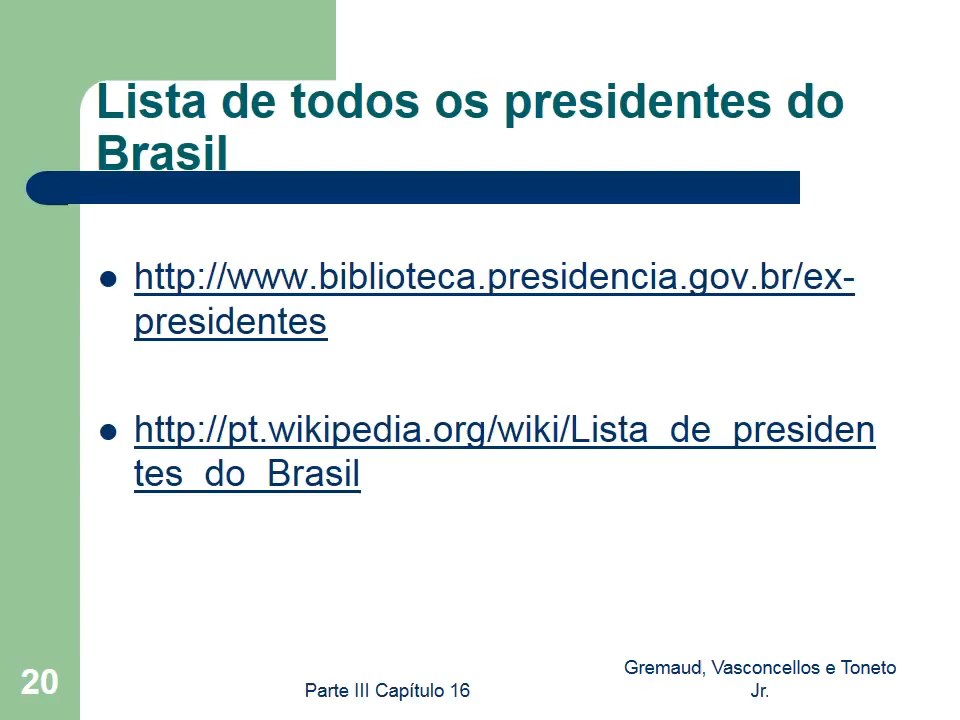 Lista de todos os presidentes do
Brasil
http://www.biblioteca.presidencia.gov.br/ex-
presidentes
http://pt.wikipedia.org/wiki/Lista_de_presiden
tes_do_Brasil
20
Parte III Capítulo 16
Gremaud, Vasconcellos e Toneto
Jr.